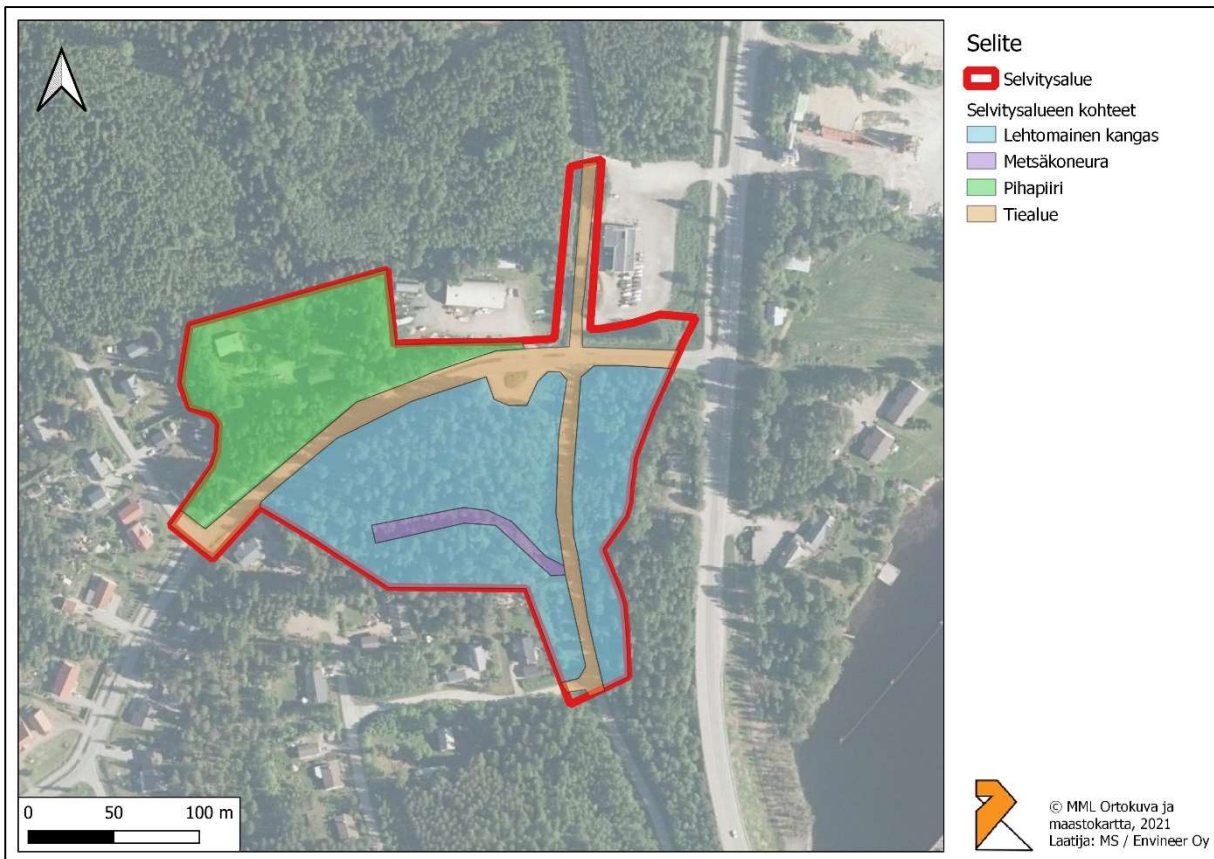 Selite
Selvitysalue
Selvitysalueen kohteet
Lehtomainen kangas
Metsäkoneura
Pihapiiri
Tiealue
0 50 100 m
© MML Ortokuva ja
maastokartta, 2021
Laatija: MS / Envineer Oy